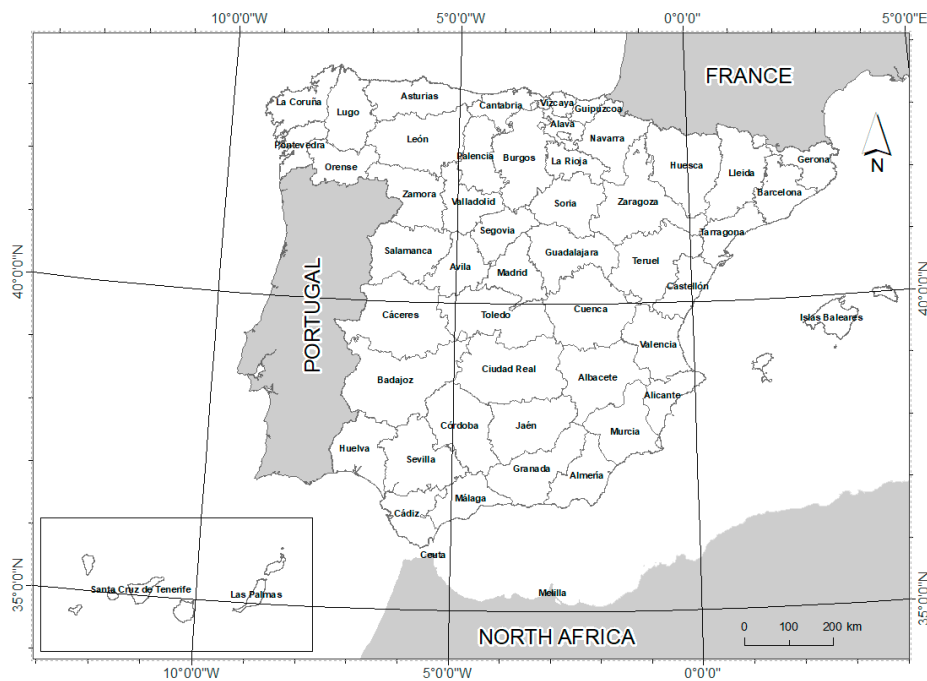 10°0'0"W 5°0'0"W 0°0'0" 5°0'0"E
FRANCE
Asturias
La Coruña
Cantabria
Vizcaya
Guipúzcoa
Lugo
Alava
León
Navarra
Pontevedra
Palencia
Burgos
La Rioja
Gerona
Orense
Huesca
Lleida
N
Zamora
Barcelona
Valladolid
Soria
Zaragoza
Segovia
Tarragona
Salamanca
Guadalajara
Teruel
Avila
Madrid
40°0'0"N
Castellón
40°0'0"N
PORTUGAL
Cáceres
Toledo
Cuenca
Islas Baleares
Valencia
Ciudad Real
Badajoz
Albacete
Alicante
Córdoba
Jaén
Murcia
Huelva
Sevilla
Granada
Almería
Málaga
Cádiz
Ceuta
35°0'0"N
Santa Cruz de Tenerife
Las Palmas
Melilla
35°0'0"N
NORTH AFRICA
0 100 200 km
10°0'0"W 5°0'0"W 0°0'0"